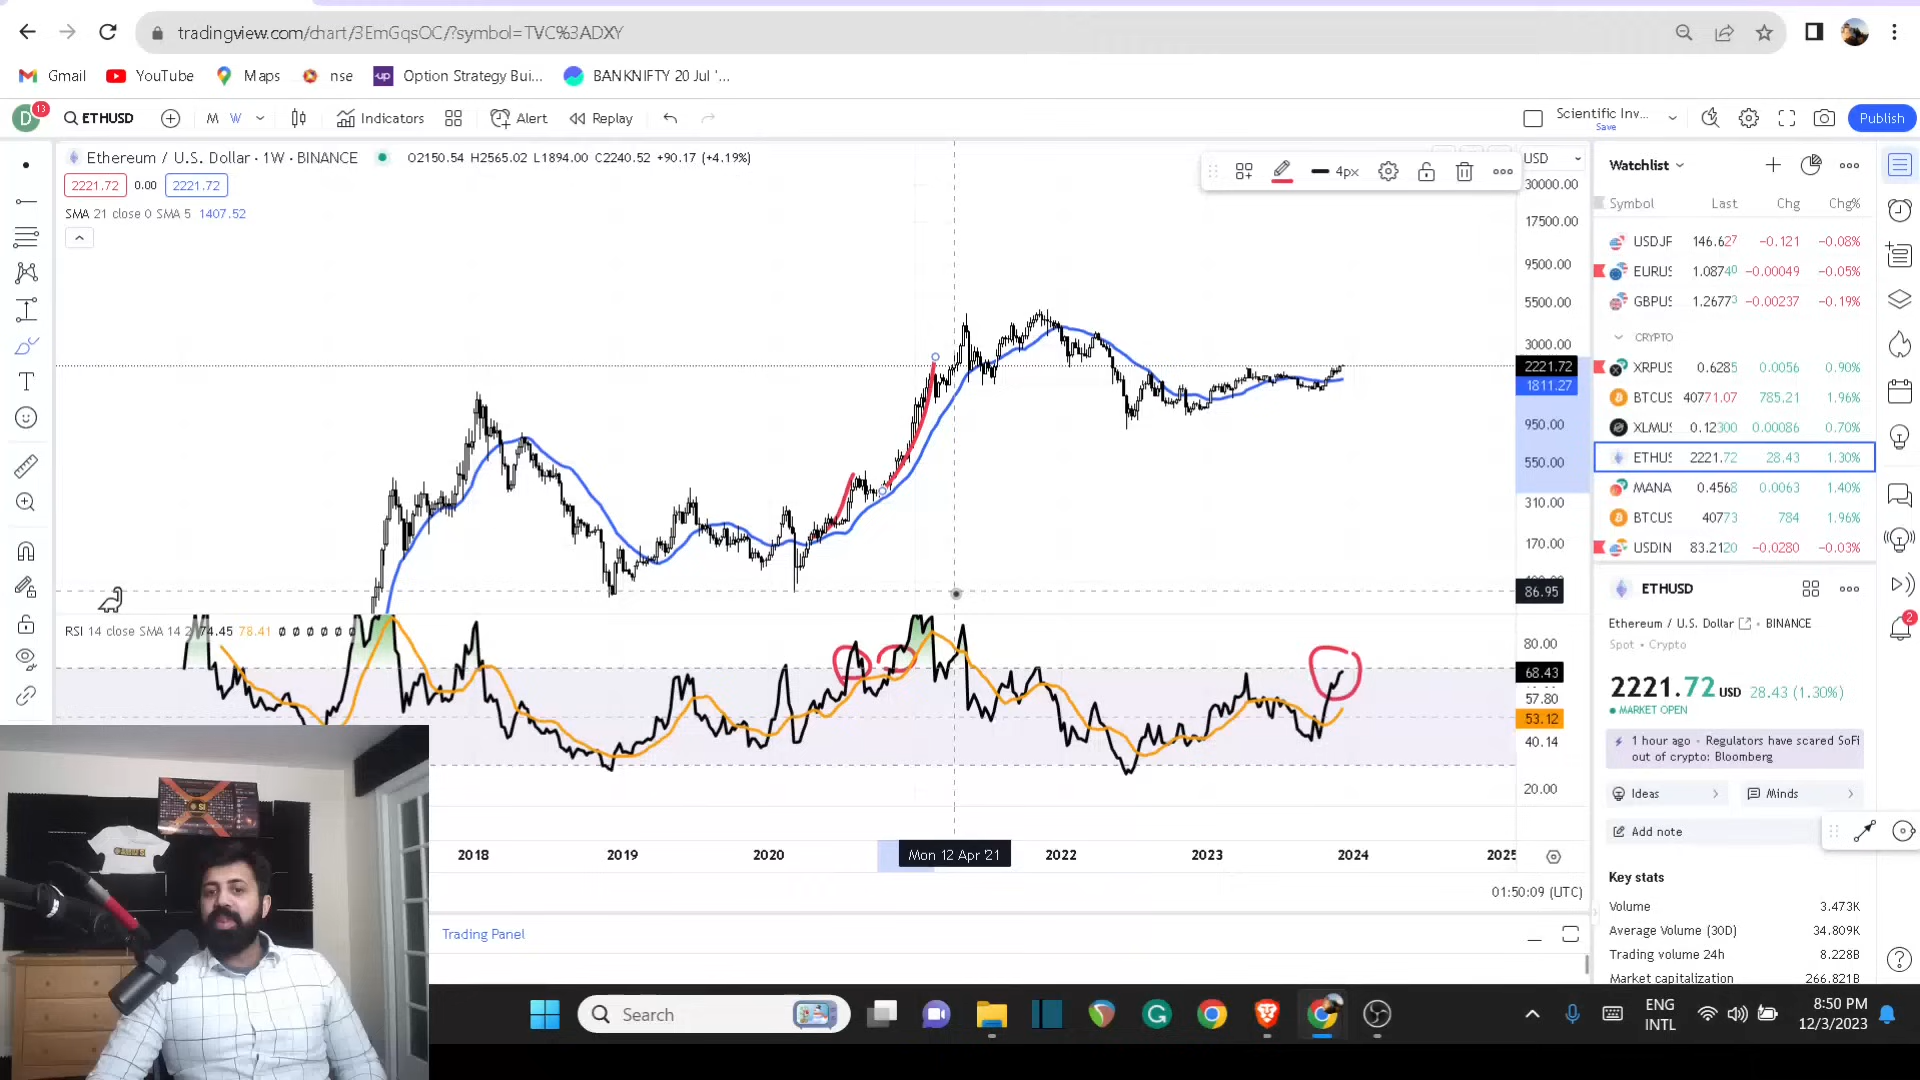 tradingview.com/chart/3EmGqsOC/?symbol=TVC%3ADXY
Gmail YouTube Maps nse up Option Strategy Bui... BANKNIFTY 20 Jul '...
D 13 ETHUSD M W Indicators Alert Replay Scientific Inv... Save Publish
Ethereum / U.S. Dollar · 1W · BINANCE O2150.54 H2565.02 L1894.00 C2240.52 +90.17 (+4.19%)
2221.72 0.00 2221.72
SMA 21 close 0 SMA 5 1407.52
4px
USD
30000.00
17500.00
9500.00
5500.00
3000.00
2221.72
1811.27
950.00
550.00
310.00
170.00
86.95
RSI 14 close SMA 14 2 74.45 78.41 ø ø ø ø ø ø
80.00
68.43
57.80
53.12
40.14
20.00
2018 2019 2020 Mon 12 Apr '21 2022 2023 2024 2025
01:50:09 (UTC)
Trading Panel
Watchlist
Symbol Last Chg Chg%
USDJF 146.627 −0.121 −0.08%
EURUS 1.08740 −0.00049 −0.05%
GBPUS 1.26773 −0.00237 −0.19%
CRYPTO
XRPUS 0.6285 0.0056 0.90%
BTCUS 40771.07 785.21 1.96%
XLMUS 0.12300 0.00086 0.70%
ETHUS 2221.72 28.43 1.30%
MANA 0.4568 0.0063 1.40%
BTCUS 40773 784 1.96%
USDIN 83.2120 −0.0280 −0.03%
ETHUSD
Ethereum / U.S. Dollar · BINANCE
Spot · Crypto
2221.72 USD 28.43 (1.30%)
MARKET OPEN
1 hour ago · Regulators have scared SoFi
out of crypto: Bloomberg
Ideas Minds
Add note
Key stats
Volume 3.473K
Average Volume (30D) 34.809K
Trading volume 24h 8.228B
Market capitalization 266.821B
2
Search
ENG
INTL
8:50 PM
12/3/2023